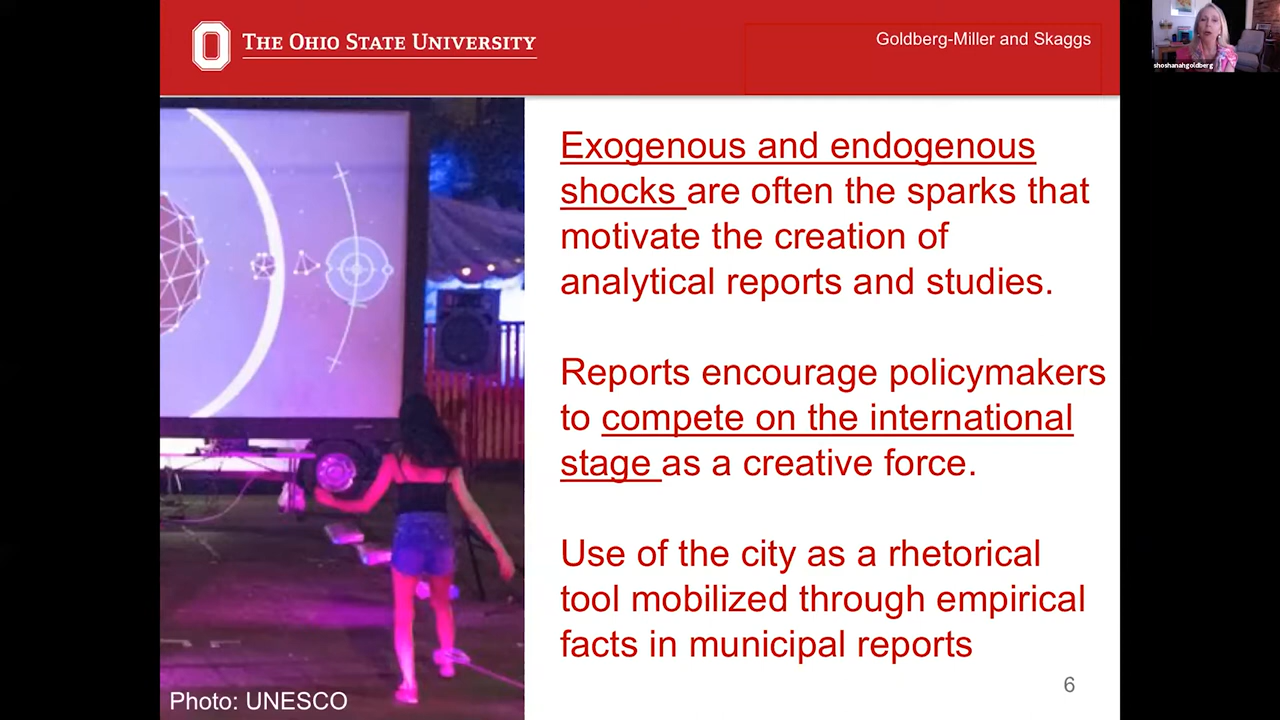 THE OHIO STATE UNIVERSITY
Goldberg-Miller and Skaggs
shoshanahgoldberg
Exogenous and endogenous
shocks are often the sparks that
motivate the creation of
analytical reports and studies.
Reports encourage policymakers
to compete on the international
stage as a creative force.
Use of the city as a rhetorical
tool mobilized through empirical
facts in municipal reports
Photo: UNESCO
6